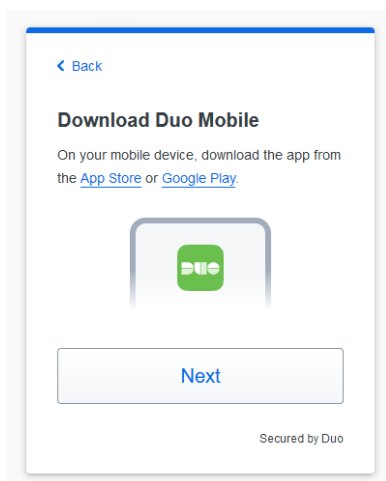 Back
Download Duo Mobile
On your mobile device, download the app from
the App Store or Google Play.
DUO
Next
Secured by Duo